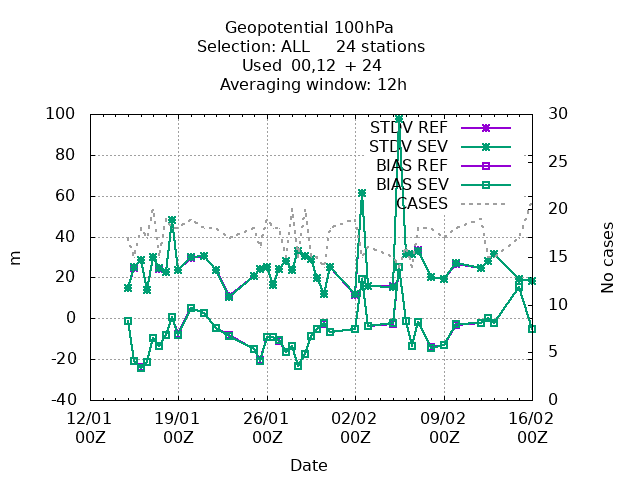 Geopotential 100hPa
Selection: ALL     24 stations
Used  00,12  + 24
Averaging window: 12h
100
80
60
40
20
0
-20
-40
30
25
20
15
10
5
0
m
No cases
STDV REF
STDV SEV
BIAS REF
BIAS SEV
CASES
12/01 00Z
19/01 00Z
26/01 00Z
02/02 00Z
09/02 00Z
16/02 00Z
Date